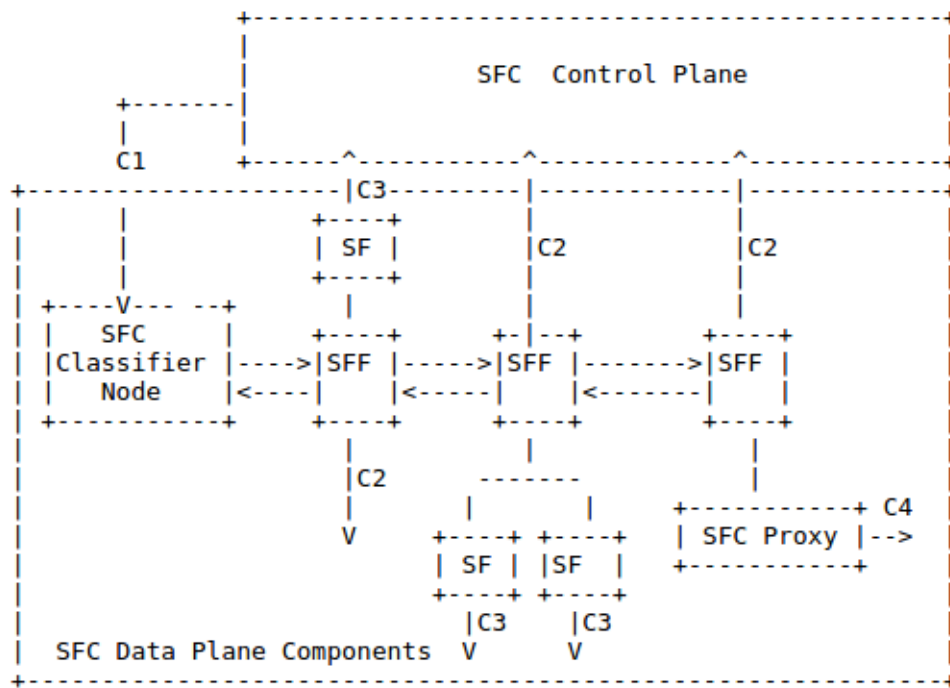 SFC Control Plane
C1
C3
SF C2 C2
SFC
Classifier SFF SFF SFF
Node
C2
C4
SFC Proxy
SF SF
C3 C3
SFC Data Plane Components